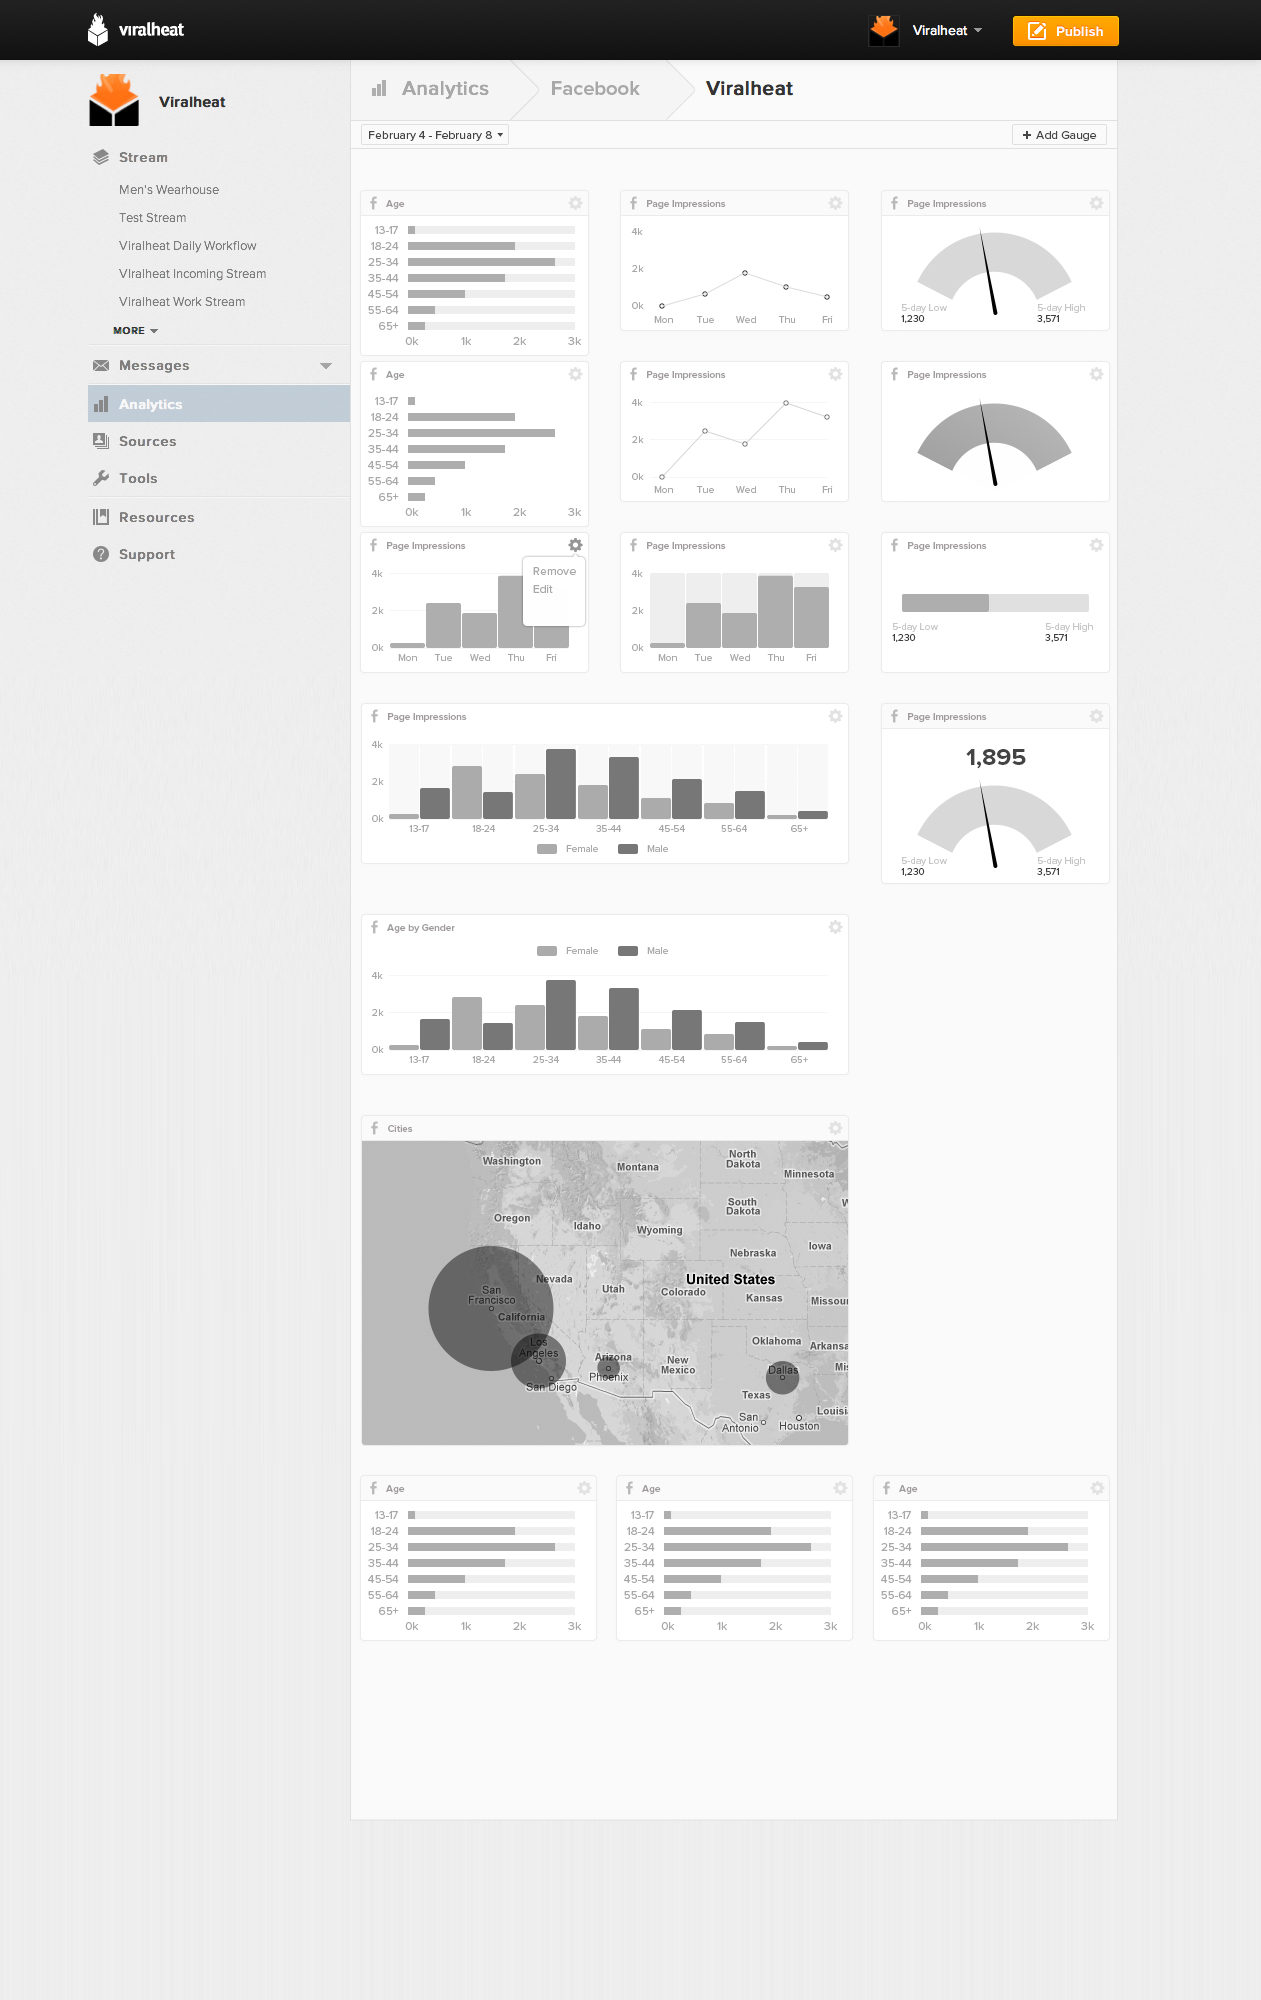 viralheat
Viralheat
Publish
Viralheat
Stream
Men's Wearhouse
Test Stream
Viralheat Daily Workflow
VIralheat Incoming Stream
Viralheat Work Stream
MORE
Messages
Analytics
Sources
Tools
Resources
Support
Analytics
Facebook
Viralheat
February 4 - February 8
+ Add Gauge
Age
13-17
18-24
25-34
35-44
45-54
55-64
65+
0k 1k 2k 3k
Page Impressions
4k
2k
0k
Mon Tue Wed Thu Fri
Page Impressions
5-day Low 5-day High
1,230 3,571
Age
13-17
18-24
25-34
35-44
45-54
55-64
65+
0k 1k 2k 3k
Page Impressions
4k
2k
0k
Mon Tue Wed Thu Fri
Page Impressions
Page Impressions
Remove
Edit
4k
2k
0k
Mon Tue Wed Thu Fri
Page Impressions
4k
2k
0k
Mon Tue Wed Thu Fri
Page Impressions
5-day Low 5-day High
1,230 3,571
Page Impressions
4k
2k
0k
13-17 18-24 25-34 35-44 45-54 55-64 65+
Female Male
Page Impressions
1,895
5-day Low 5-day High
1,230 3,571
Age by Gender
Female Male
4k
2k
0k
13-17 18-24 25-34 35-44 45-54 55-64 65+
Cities
Washington
Montana
North
Dakota
Minnesota
Oregon
Idaho
Wyoming
South
Dakota
W
Nebraska
Iowa
Nevada
Utah
United States
Colorado
Kansas
Missour
San
Francisco
California
Los
Angeles
San Diego
Arizona
Phoenix
New
Mexico
Oklahoma
Arkansa
Mis
Dallas
Texas
San
Antonio
Houston
Louisia
Age
13-17
18-24
25-34
35-44
45-54
55-64
65+
0k 1k 2k 3k
Age
13-17
18-24
25-34
35-44
45-54
55-64
65+
0k 1k 2k 3k
Age
13-17
18-24
25-34
35-44
45-54
55-64
65+
0k 1k 2k 3k